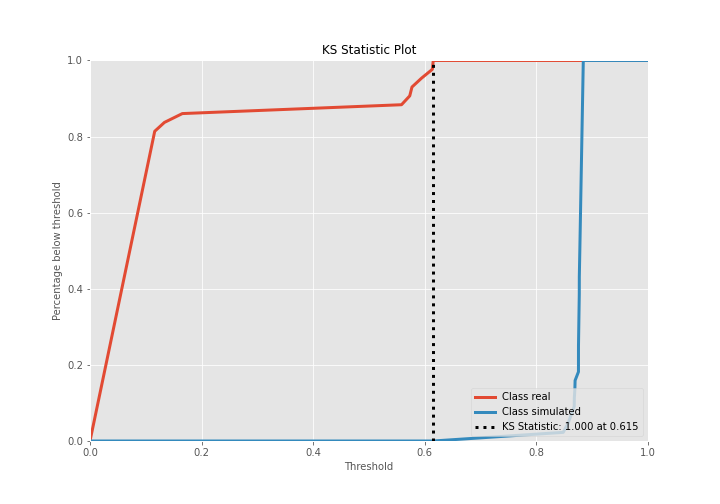 KS Statistic Plot
1.0
0.8
0.6
0.4
0.2
0.0
Percentage below threshold
0.0 0.2 0.4 0.6 0.8 1.0
Threshold
Class real
Class simulated
KS Statistic: 1.000 at 0.615